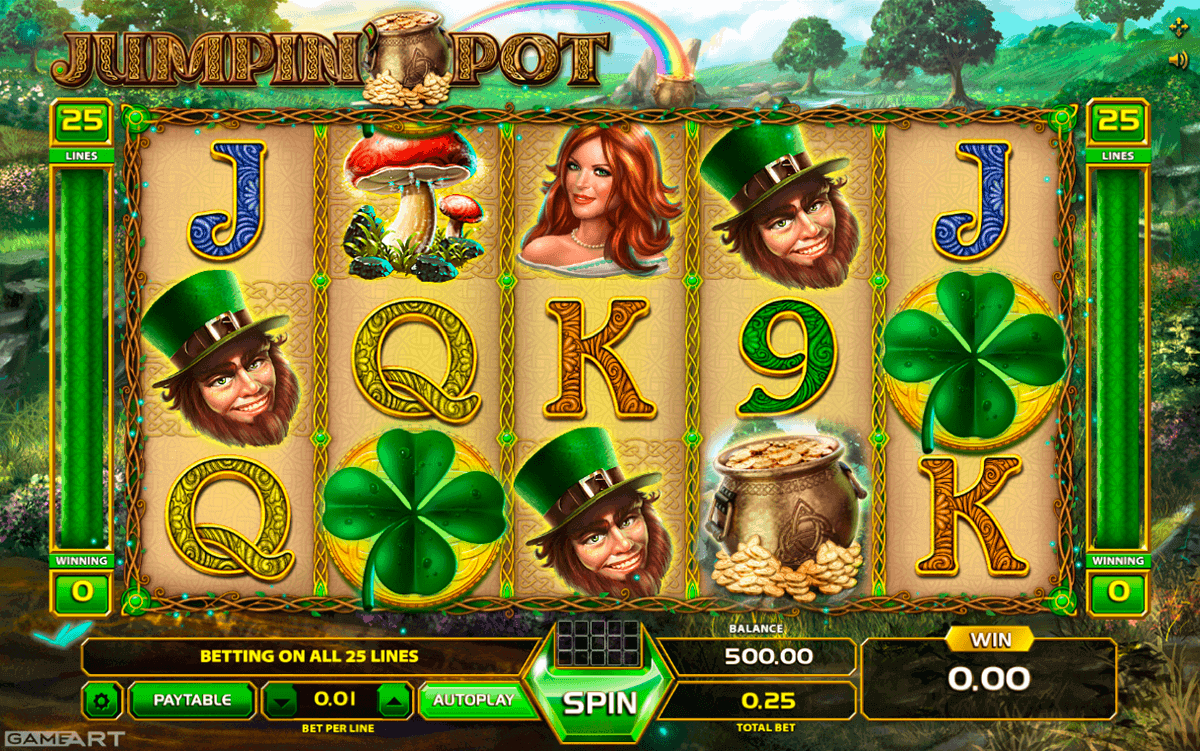 JUMPIN' POT
25
LINES
25
LINES
J
J
Q
K
9
Q
K
WINNING
0
WINNING
0
BETTING ON ALL 25 LINES
SPIN
BALANCE
500.00
WIN
0.00
PAYTABLE
0.01
BET PER LINE
AUTOPLAY
0.25
TOTAL BET
GAMEART